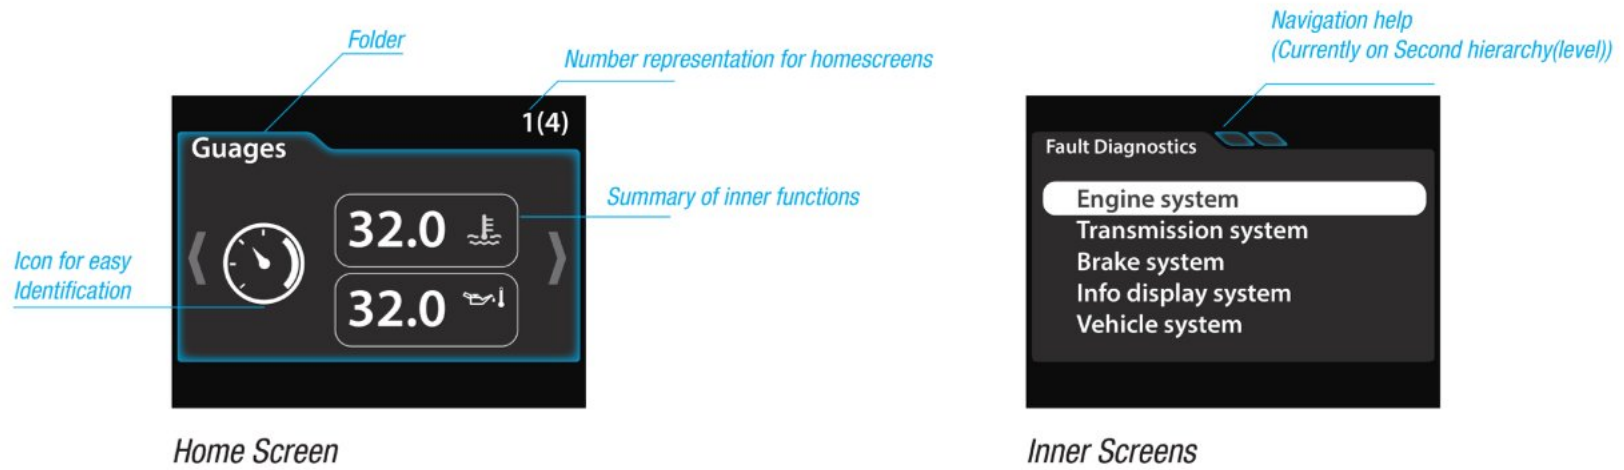 Folder
Number representation for homescreens
1(4)
Guages
32.0
32.0
Summary of inner functions
Icon for easy
Identification
Home Screen
Navigation help
(Currently on Second hierarchy(level))
Fault Diagnostics
Engine system
Transmission system
Brake system
Info display system
Vehicle system
Inner Screens